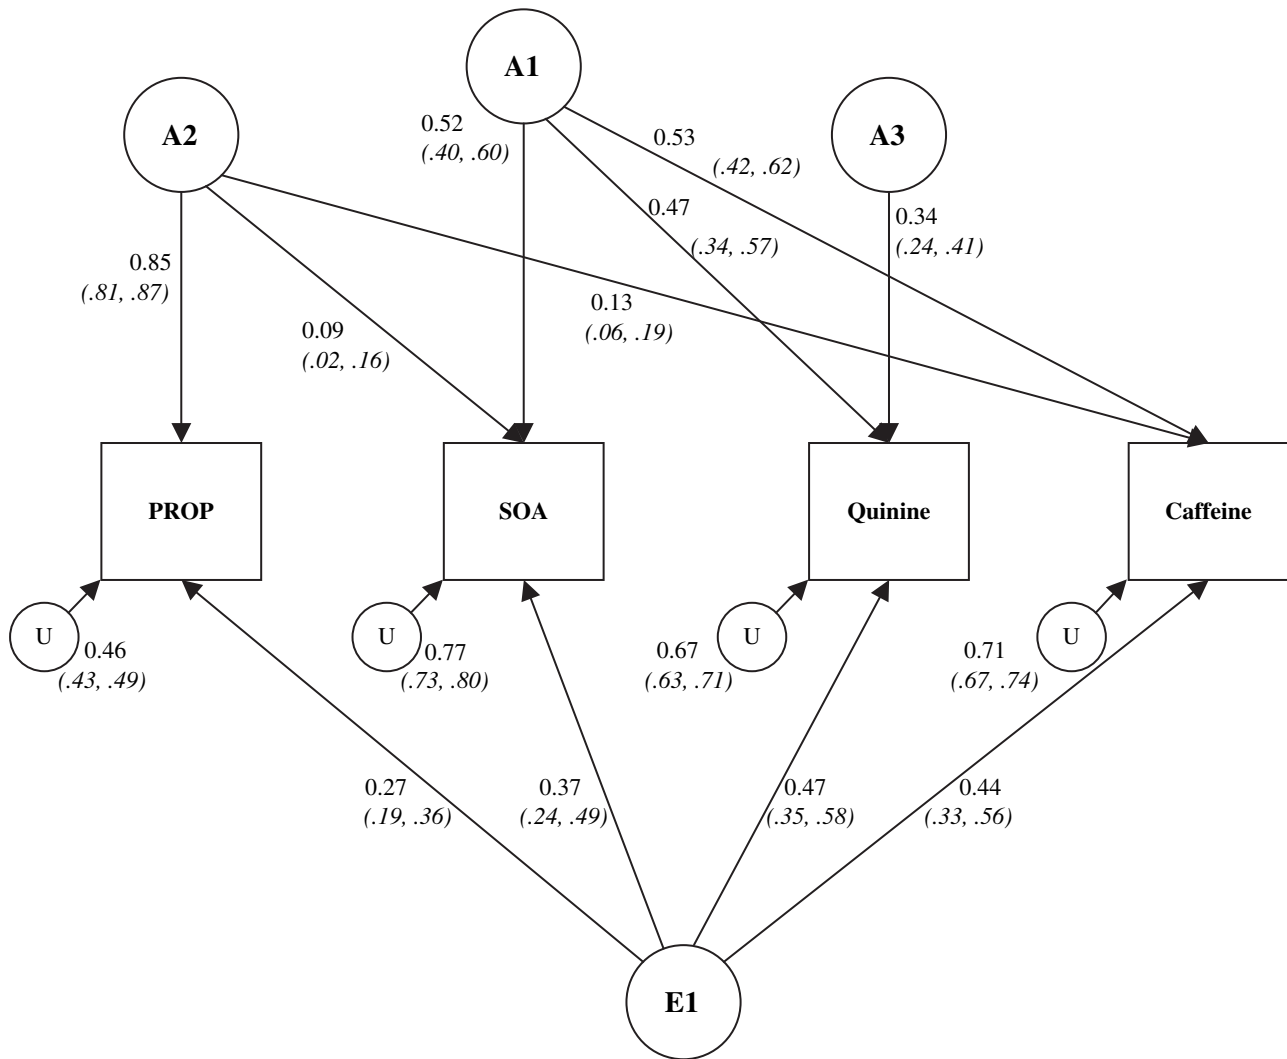 A1
A2
A3
0.52
(.40, .60)
0.53
(.42, .62)
0.47
(.34, .57)
0.34
(.24, .41)
0.85
(.81, .87)
0.09
(.02, .16)
0.13
(.06, .19)
PROP
SOA
Quinine
Caffeine
U
0.46
(.43, .49)
U
0.77
(.73, .80)
U
0.67
(.63, .71)
U
0.71
(.67, .74)
0.27
(.19, .36)
0.37
(.24, .49)
0.47
(.35, .58)
0.44
(.33, .56)
E1